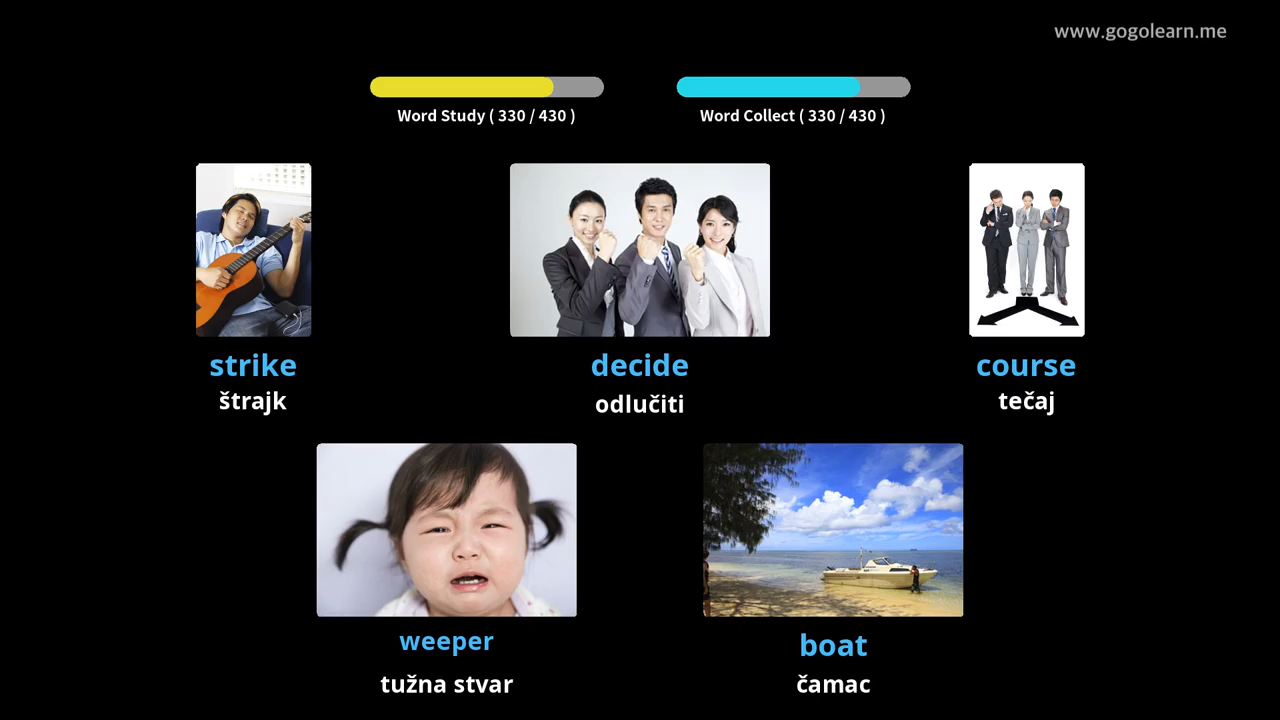 www.gogolearn.me
Word Study ( 330 / 430 )
Word Collect ( 330 / 430 )
strike
decide
course
štrajk
odlučiti
tečaj
weeper
boat
tužna stvar
čamac